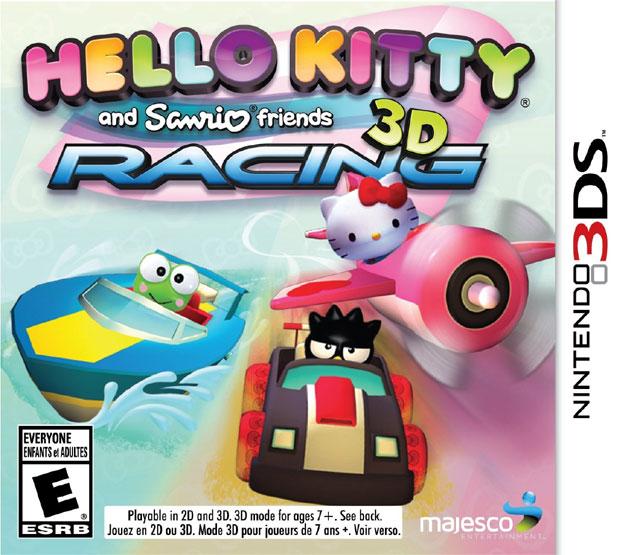 HELLO KITTY
®
and Sanrio® friends
3D
RACING
NINTENDO3DS™
EVERYONE
ENFANTS et ADULTES
E
®
ESRB
Playable in 2D and 3D. 3D mode for ages 7+. See back.
Jouez en 2D ou 3D. Mode 3D pour joueurs de 7 ans +. Voir verso.
majesco
ENTERTAINMENT